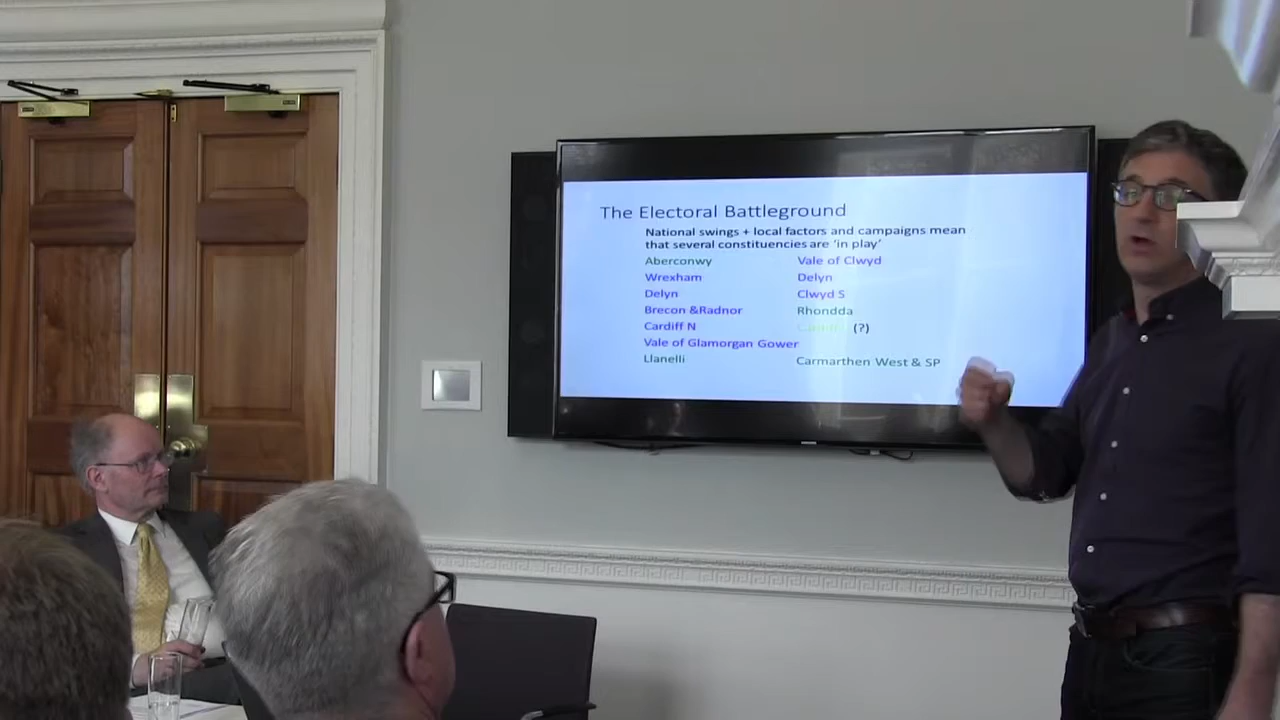 The Electoral Battleground
National swings + local factors and campaigns mean
that several constituencies are 'in play'
Aberconwy Vale of Clwyd
Wrexham Delyn
Delyn Clwyd S
Brecon &Radnor Rhondda
Cardiff N (?)
Vale of Glamorgan Gower
Llanelli Carmarthen West & SP